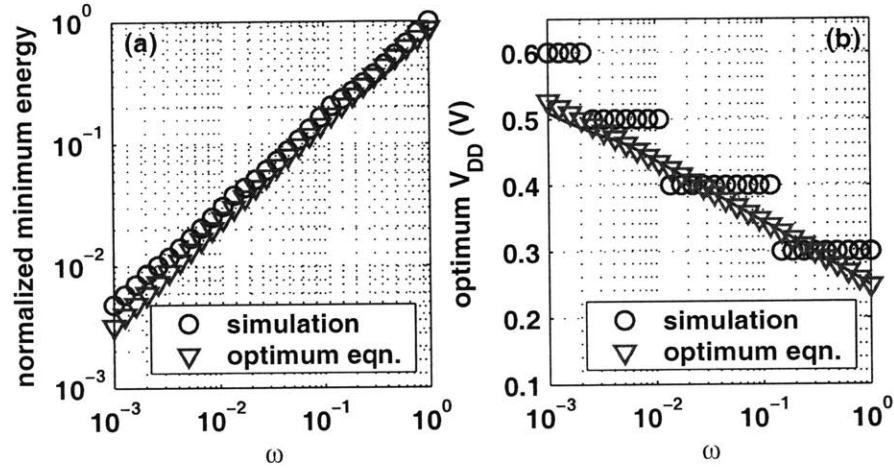 (a)
normalized minimum energy
10^0
10^-1
10^-2
10^-3
simulation
optimum eqn.
10^-3
10^-2
10^-1
10^0
ω
(b)
optimum V_DD (V)
0.6
0.5
0.4
0.3
0.2
0.1
simulation
optimum eqn.
10^-3
10^-2
10^-1
10^0
ω